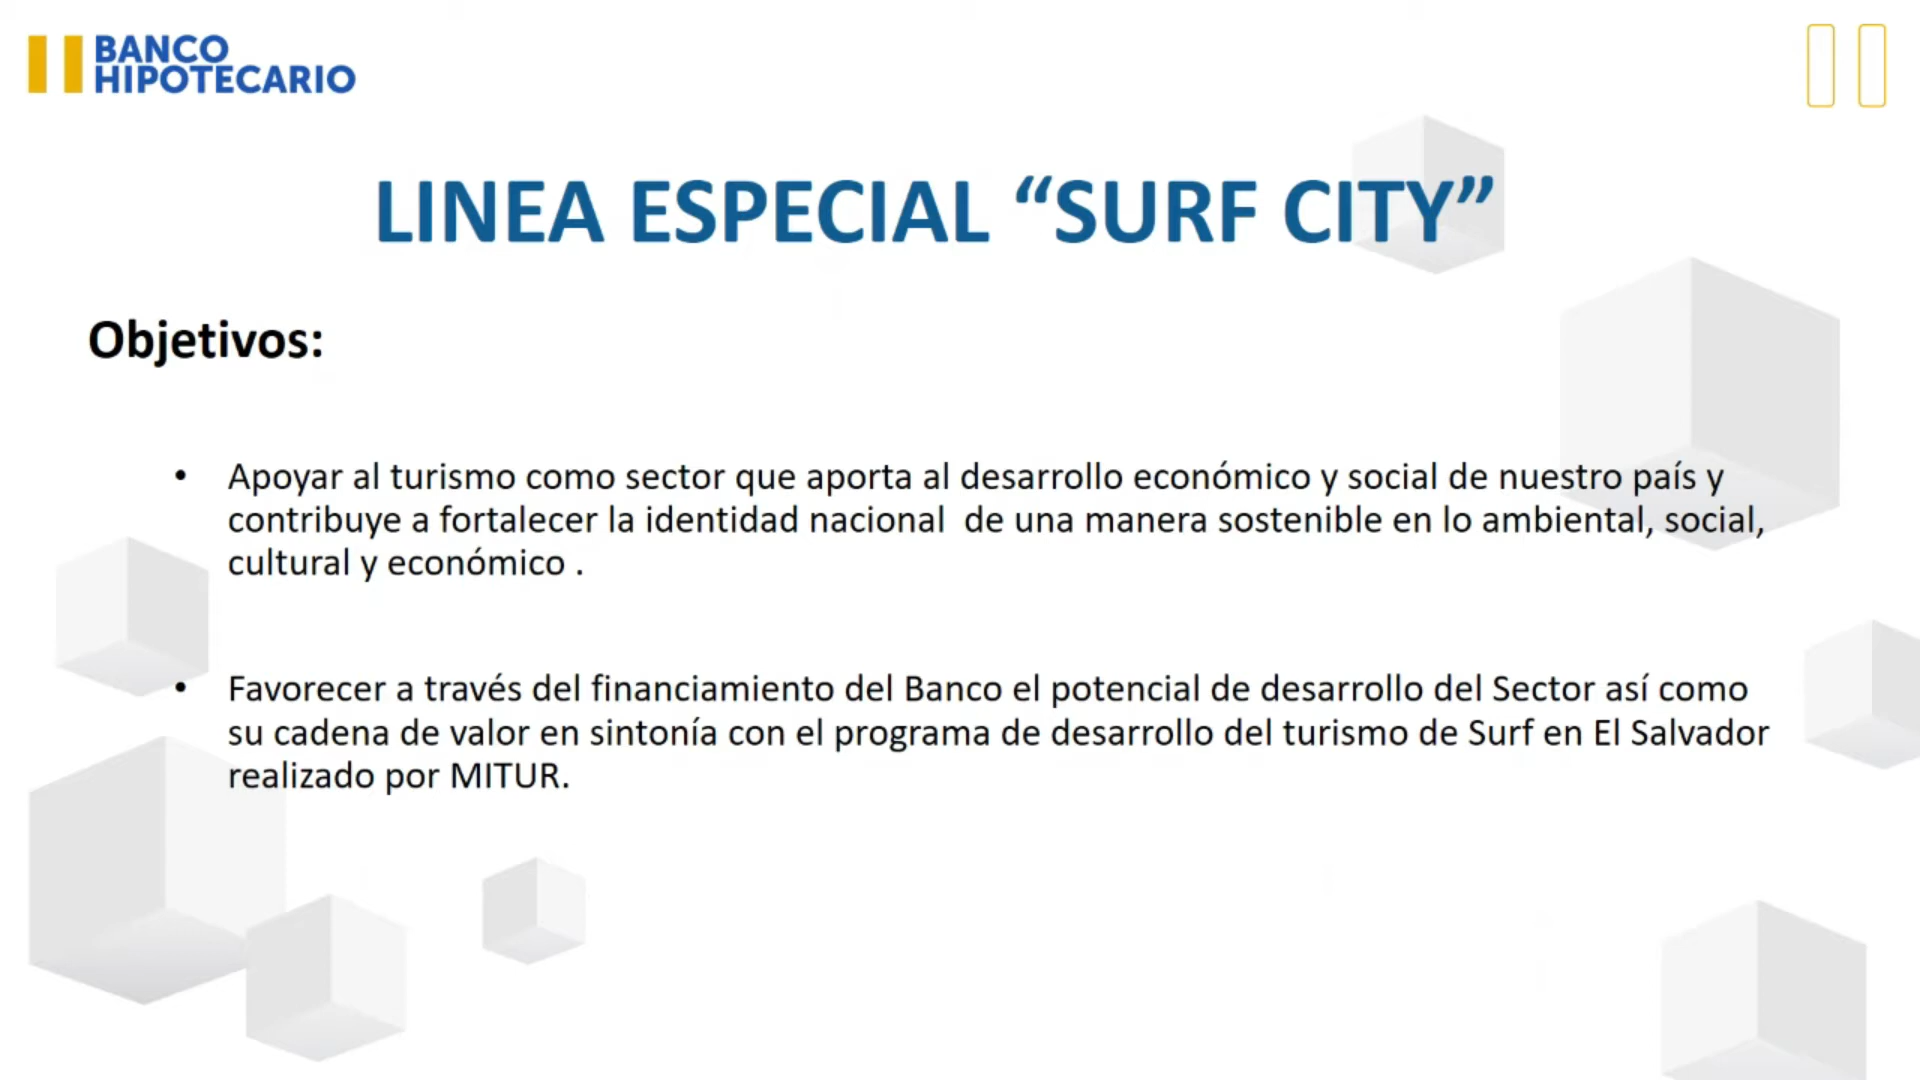 BANCO
HIPOTECARIO
LINEA ESPECIAL “SURF CITY”
Objetivos:
• Apoyar al turismo como sector que aporta al desarrollo económico y social de nuestro país y
contribuye a fortalecer la identidad nacional  de una manera sostenible en lo ambiental, social,
cultural y económico .
• Favorecer a través del financiamiento del Banco el potencial de desarrollo del Sector así como
su cadena de valor en sintonía con el programa de desarrollo del turismo de Surf en El Salvador
realizado por MITUR.